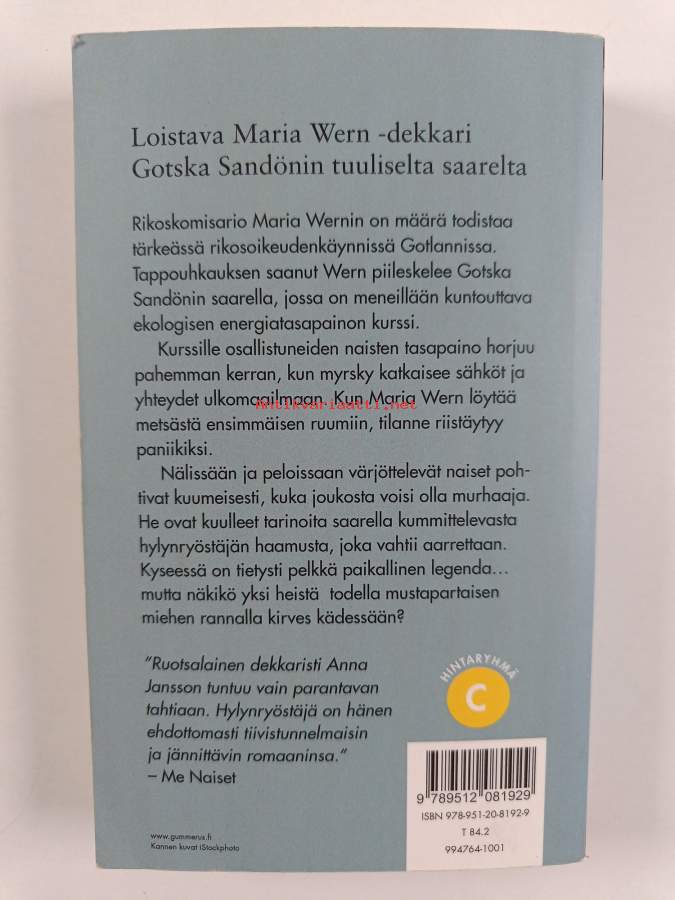 Loistava Maria Wern -dekkari
Gotska Sandönin tuuliselta saarelta
Rikoskomisario Maria Wernin on määrä todistaa
tärkeässä rikosoikeudenkäynnissä Gotlannissa.
Tappouhkauksen saanut Wern piileskelee Gotska
Sandönin saarella, jossa on meneillään kuntouttava
ekologisen energiatasapainon kurssi.
Kurssille osallistuneiden naisten tasapaino horjuu
pahemman kerran, kun myrsky katkaisee sähköt ja
yhteydet ulkomaailmaan. Kun Maria Wern löytää
Antikvariaatti.net
metsästä ensimmäisen ruumiin, tilanne riistäytyy
paniikiksi.
Nälissään ja peloissaan värjöttelevät naiset poh-
tivat kuumeisesti, kuka joukosta voisi olla murhaaja.
He ovat kuulleet tarinoita saarella kummittelevasta
hylynryöstäjän haamusta, joka vahtii aarrettaan.
Kyseessä on tietysti pelkkä paikallinen legenda...
mutta näkikö yksi heistä todella mustapartaisen
miehen rannalla kirves kädessään?
"Ruotsalainen dekkaristi Anna
Jansson tuntuu vain parantavan
tahtiaan. Hylynryöstäjä on hänen
ehdottomasti tiivistunnelmaisin
ja jännittävin romaaninsa."
– Me Naiset
HINTARYHMÄ
C
9 789512 081929
ISBN 978-951-20-8192-9
T 84.2
994764-1001
www.gummerus.fi
Kannen kuvat iStockphoto